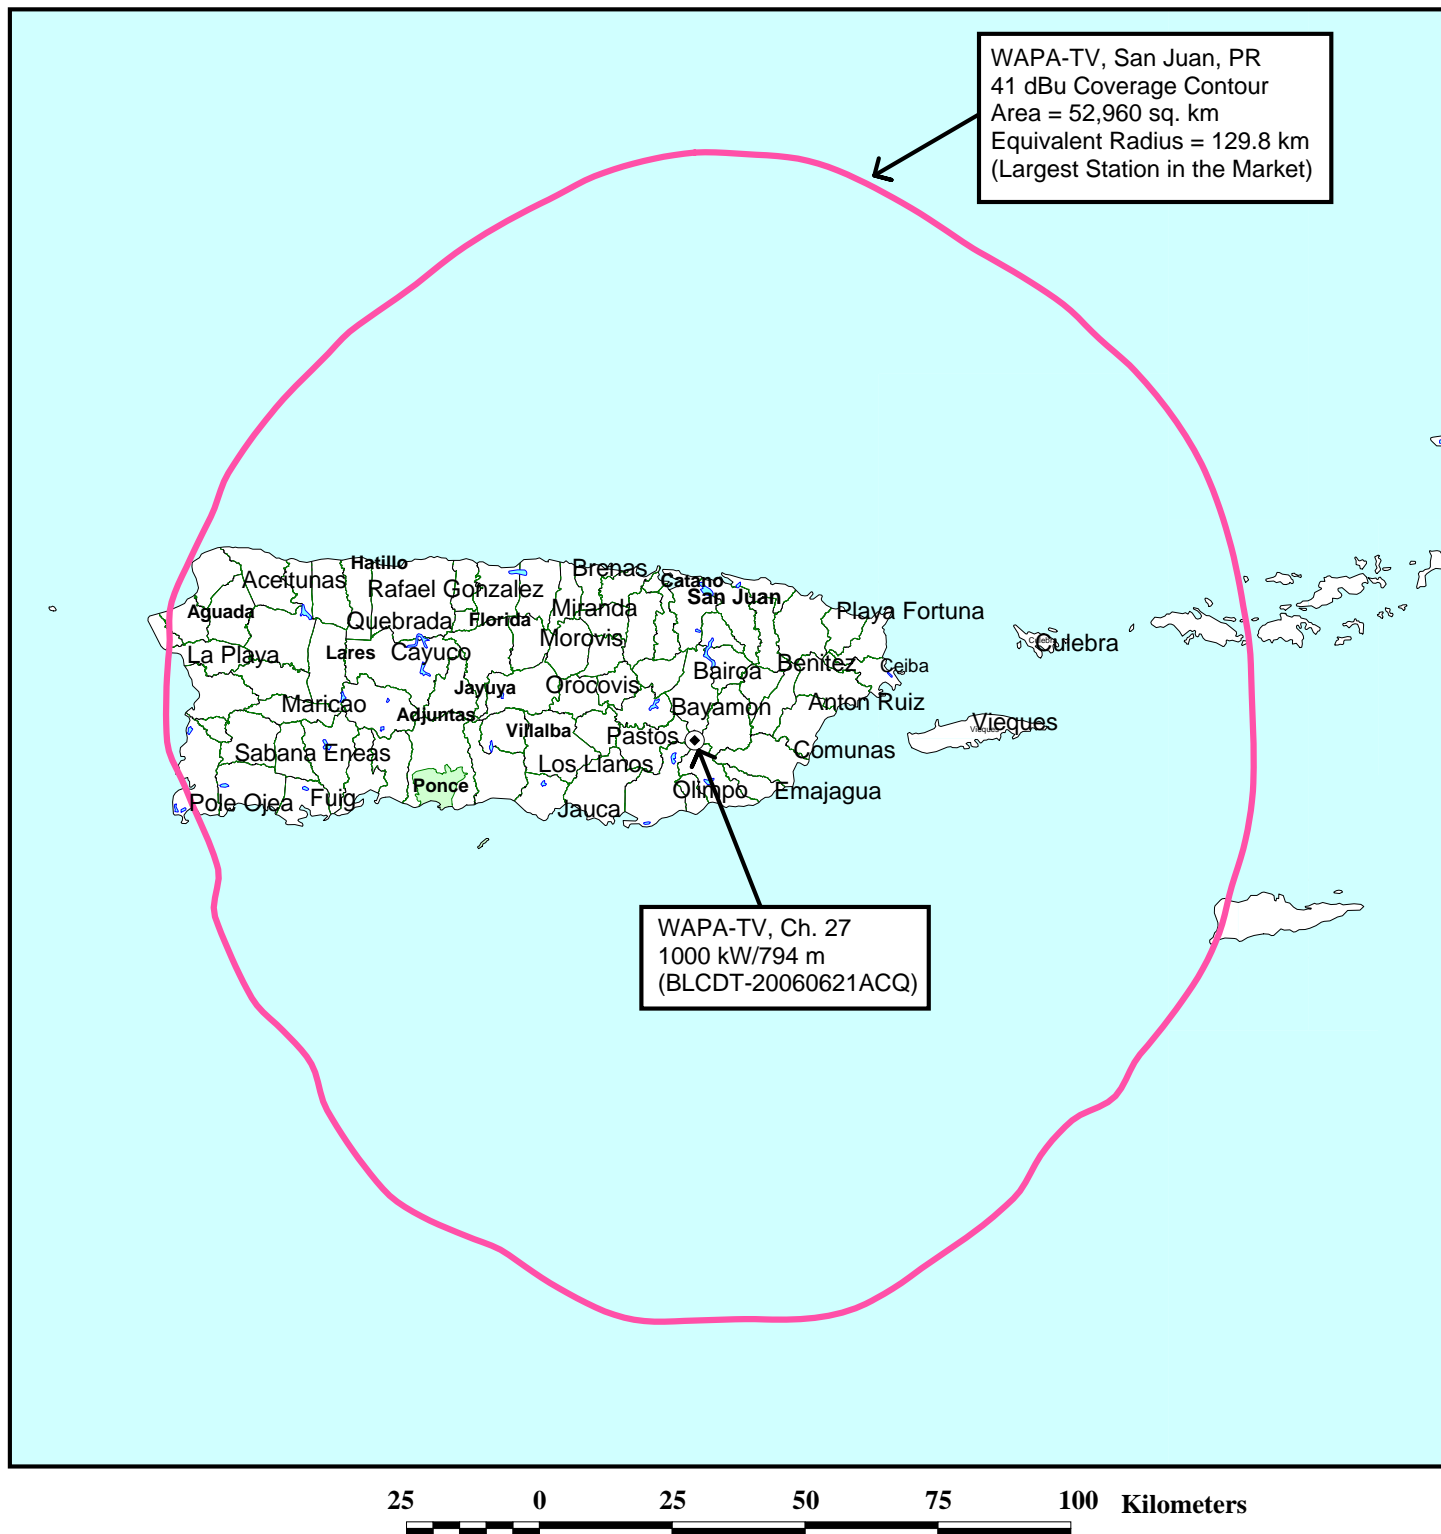 WAPA-TV, San Juan, PR
41 dBu Coverage Contour
Area = 52,960 sq. km
Equivalent Radius = 129.8 km
(Largest Station in the Market)
Hatillo
Brenas
Aceitunas
Catano
Rafael Gonzalez
San Juan
Aguada
Miranda
Playa Fortuna
Quebrada
Florida
Morovis
Culebra
Culebra
La Playa
Lares
Cayuco
Benitez
Ceiba
Bairoa
Jayuya
Orocovis
Maricao
Anton Ruiz
Bayamon
Adjuntas
Vieques
Vieques
Villalba
Pastos
Comunas
Sabana Eneas
Los Llanos
Ponce
Olimpo
Emajagua
Pole Ojea
Fuig
Jauca
WAPA-TV, Ch. 27
1000 kW/794 m
(BLCDT-20060621ACQ)
25 0 25 50 75 100 Kilometers